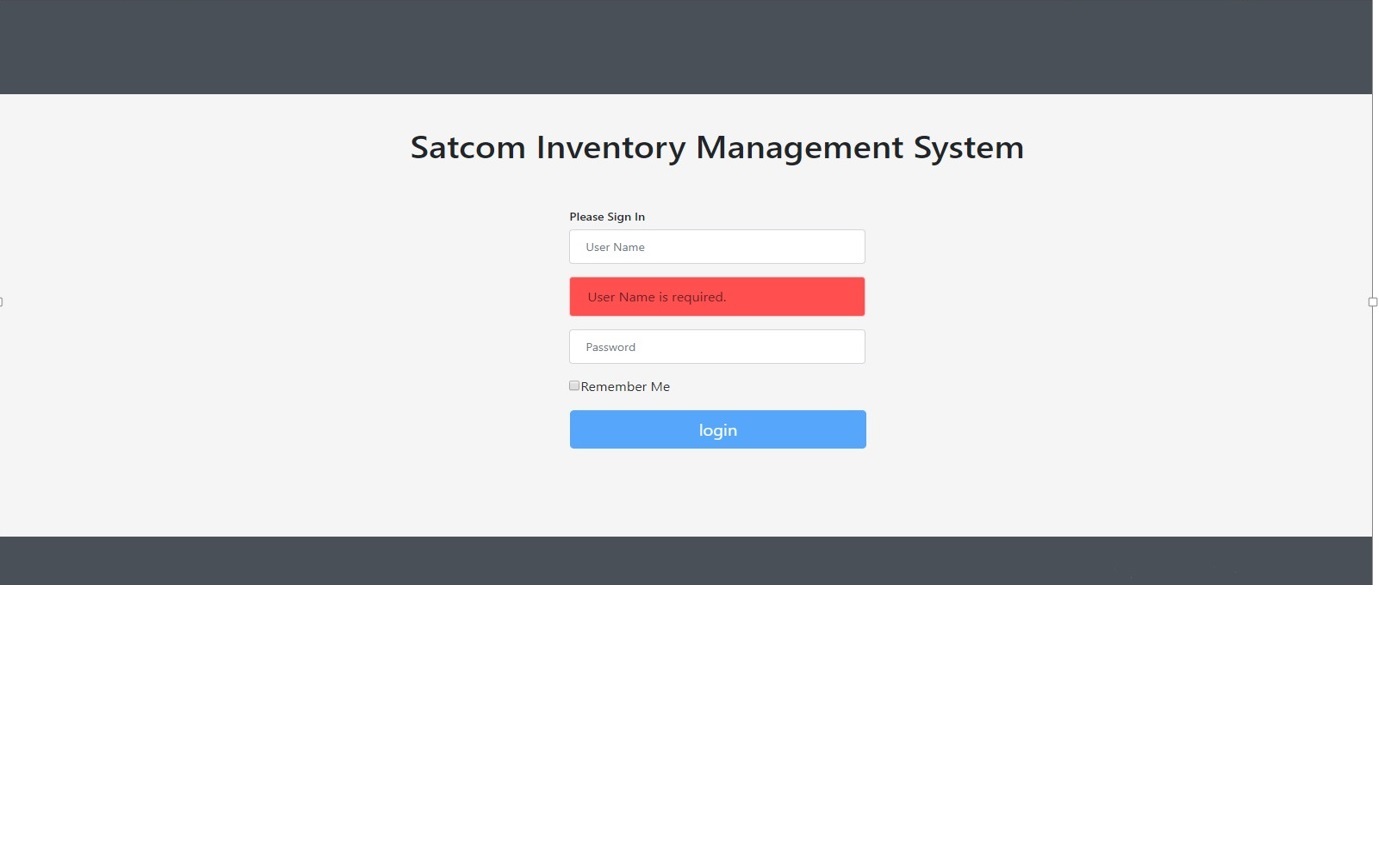 Satcom Inventory Management System
Please Sign In
User Name
User Name is required.
Password
Remember Me
login